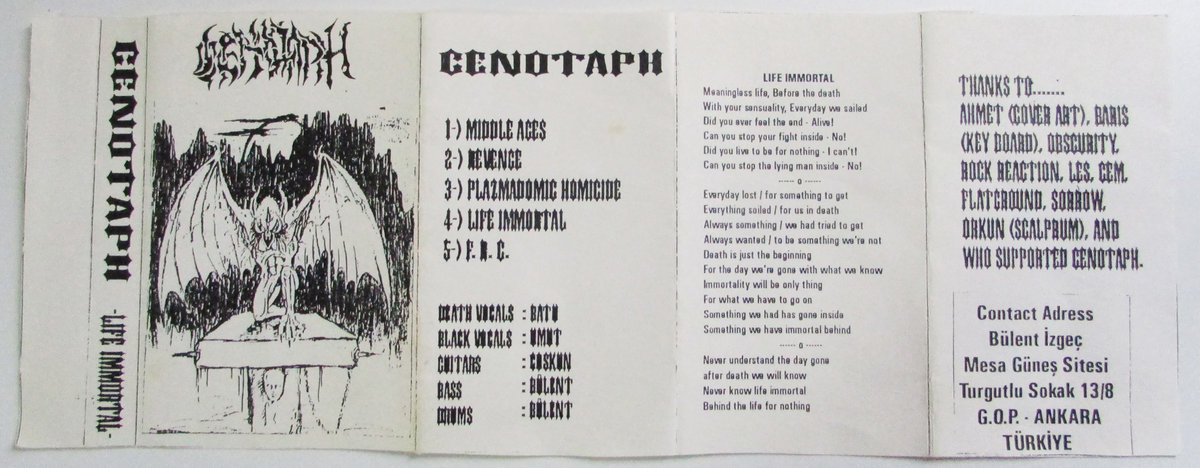 CENOTAPH
-LIFE IMMORTAL-
CENOTAPH
CENOTAPH
1-) MIDDLE AGES
2-) REVENGE
3-) PLAZMADOMIC HOMICIDE
4-) LIFE IMMORTAL
5-) F. R. C.
DEATH VOCALS : BATU
BLACK VOCALS : UMUT
GUITARS : COSKUN
BASS : BÜLENT
DRUMS : BÜLENT
LIFE IMMORTAL
Meaningless life, Before the death
With your sensuality, Everyday we sailed
Did you ever feel the end - Alive!
Can you stop your fight inside - No!
Did you live to be for nothing - I can't!
Can you stop the lying man inside - No!
------ o ------
Everyday lost / for something to get
Everything soiled / for us in death
Always something / we had tried to get
Always wanted / to be something we're not
Death is just the beginning
For the day we're gone with what we know
Immortality will be only thing
For what we have to go on
Something we had has gone inside
Something we have immortal behind
------ o ------
Never understand the day gone
after death we will know
Never know life immortal
Behind the life for nothing
THANKS TO.......
AHMET (COVER ART), BARIS
(KEY BOARD), OBSCURITY,
ROCK REACTION, LES, CEM,
FLATGROUND, SORROW,
ORKUN (SCALPRUM), AND
WHO SUPPORTED CENOTAPH.
Contact Adress
Bülent İzgeç
Mesa Güneş Sitesi
Turgutlu Sokak 13/8
G.O.P. - ANKARA
TÜRKİYE